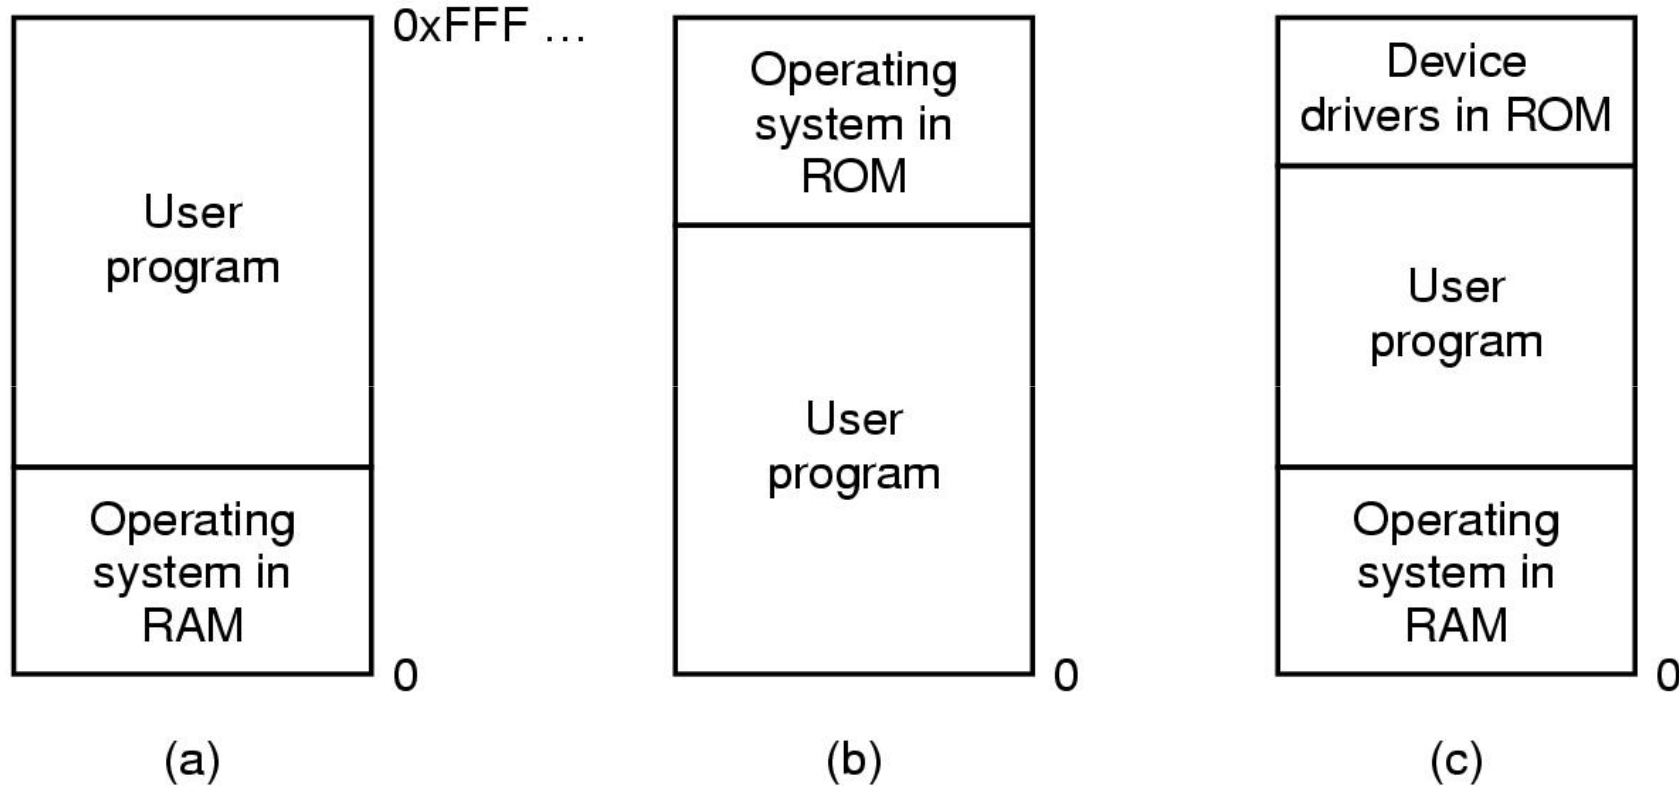 0xFFF ...
User
program
Operating
system in
RAM
0
(a)
Operating
system in
ROM
User
program
0
(b)
Device
drivers in ROM
User
program
Operating
system in
RAM
0
(c)